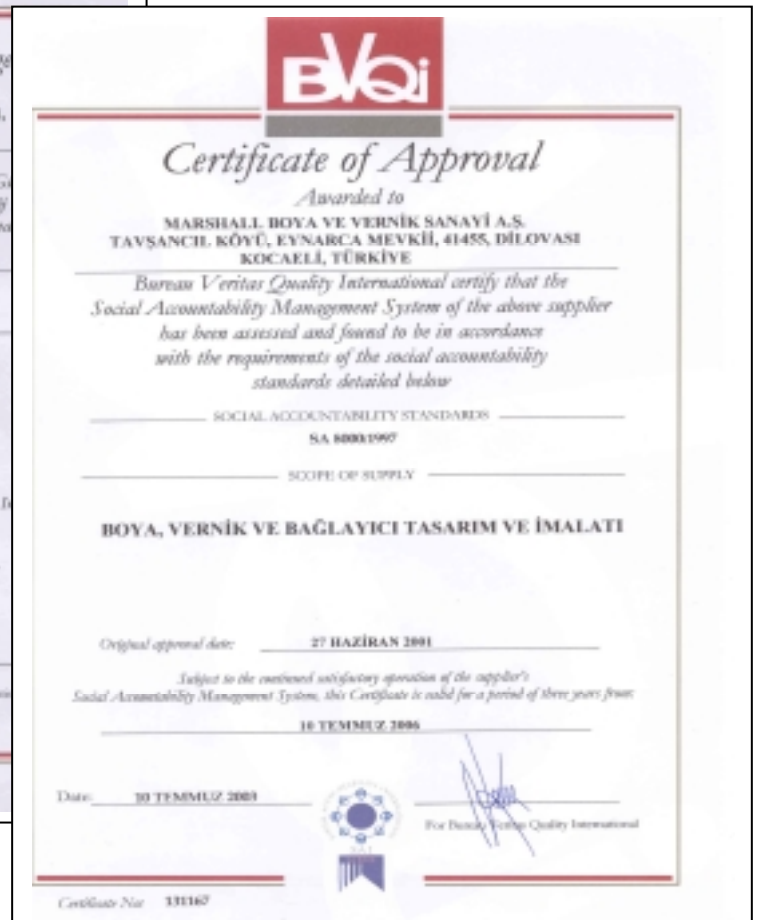 BVQi
Certificate of Approval
Awarded to
MARSHALL BOYA VE VERNİK SANAYİ A.Ş.
TAVŞANCIL KÖYÜ, EYNARCA MEVKİİ, 41455, DİLOVASI
KOCAELİ, TÜRKİYE
Bureau Veritas Quality International certify that the
Social Accountability Management System of the above supplier
has been assessed and found to be in accordance
with the requirements of the social accountability
standards detailed below
SOCIAL ACCOUNTABILITY STANDARDS
SA 8000:1997
SCOPE OF SUPPLY
BOYA, VERNİK VE BAĞLAYICI TASARIM VE İMALATI
Original approval date: 27 HAZİRAN 2001
Subject to the continued satisfactory operation of the supplier's
Social Accountability Management System, this Certificate is valid for a period of three years from:
10 TEMMUZ 2006
Date: 10 TEMMUZ 2003
For Bureau Veritas Quality International
SAI
Certificate No: 131167